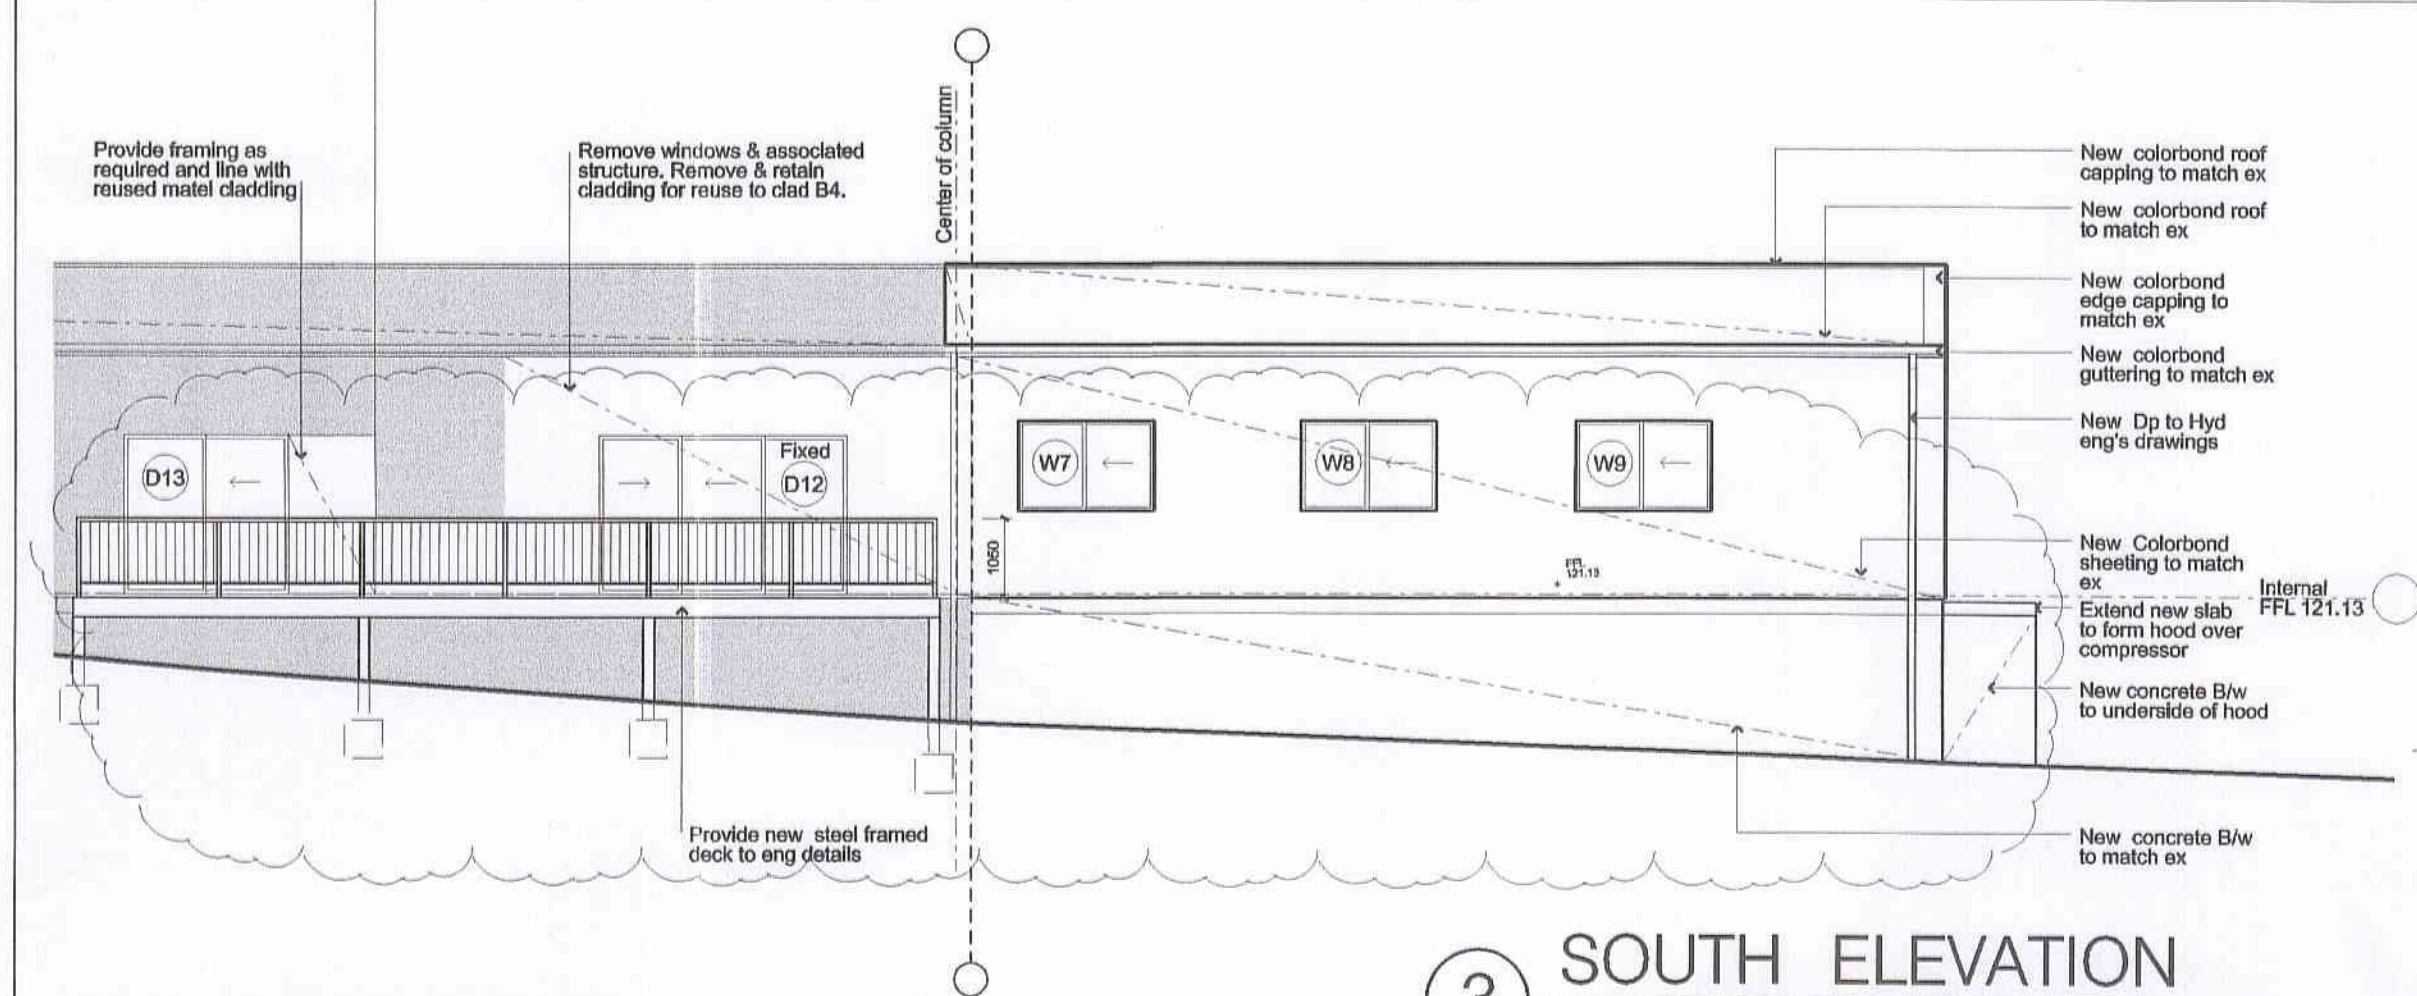 Provide framing as
required and line with
reused matel cladding
Remove windows & associated
structure. Remove & retain
cladding for reuse to clad B4.
Center of column
New colorbond roof
capping to match ex
New colorbond roof
to match ex
New colorbond
edge capping to
match ex
New colorbond
guttering to match ex
New Dp to Hyd
eng's drawings
D13
Fixed
D12
W7
W8
W9
1050
FFL
121.13
New Colorbond
sheeting to match
ex
Internal
FFL 121.13
Extend new slab
to form hood over
compressor
New concrete B/w
to underside of hood
Provide new steel framed
deck to eng details
New concrete B/w
to match ex
SOUTH ELEVATION